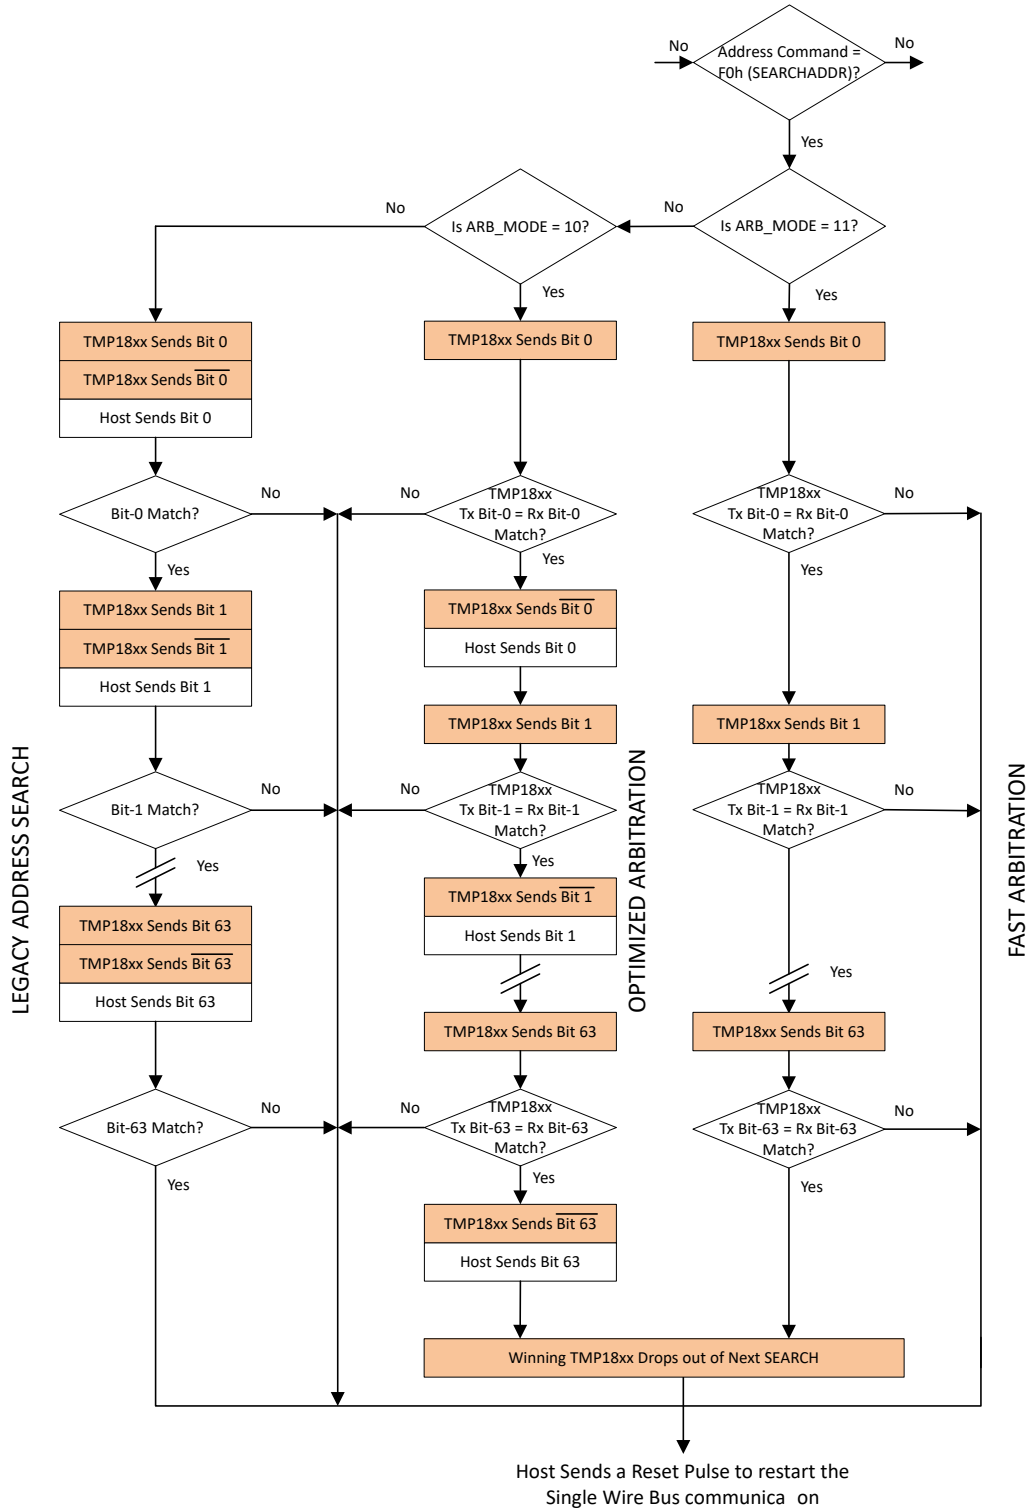 Address Command =
F0h (SEARCHADDR)?
No
No
Yes
Is ARB_MODE = 11?
No
Is ARB_MODE = 10?
No
Yes
Yes
TMP18xx Sends Bit 0
TMP18xx Sends B̅i̅t̅ ̅0̅
Host Sends Bit 0
TMP18xx Sends Bit 0
TMP18xx Sends Bit 0
Bit-0 Match?
No
Yes
TMP18xx
Tx Bit-0 = Rx Bit-0
Match?
No
Yes
TMP18xx
Tx Bit-0 = Rx Bit-0
Match?
No
Yes
TMP18xx Sends Bit 1
TMP18xx Sends B̅i̅t̅ ̅1̅
Host Sends Bit 1
TMP18xx Sends B̅i̅t̅ ̅0̅
Host Sends Bit 0
TMP18xx Sends Bit 1
TMP18xx Sends Bit 1
Bit-1 Match?
No
Yes
TMP18xx
Tx Bit-1 = Rx Bit-1
Match?
No
Yes
TMP18xx
Tx Bit-1 = Rx Bit-1
Match?
No
Yes
LEGACY ADDRESS SEARCH
OPTIMIZED ARBITRATION
FAST ARBITRATION
TMP18xx Sends Bit 63
TMP18xx Sends B̅i̅t̅ ̅6̅3̅
Host Sends Bit 63
TMP18xx Sends B̅i̅t̅ ̅1̅
Host Sends Bit 1
TMP18xx Sends Bit 63
TMP18xx Sends Bit 63
Bit-63 Match?
No
Yes
TMP18xx
Tx Bit-63 = Rx Bit-63
Match?
No
Yes
TMP18xx
Tx Bit-63 = Rx Bit-63
Match?
No
Yes
TMP18xx Sends B̅i̅t̅ ̅6̅3̅
Host Sends Bit 63
Winning TMP18xx Drops out of Next SEARCH
Host Sends a Reset Pulse to restart the
Single Wire Bus communica on